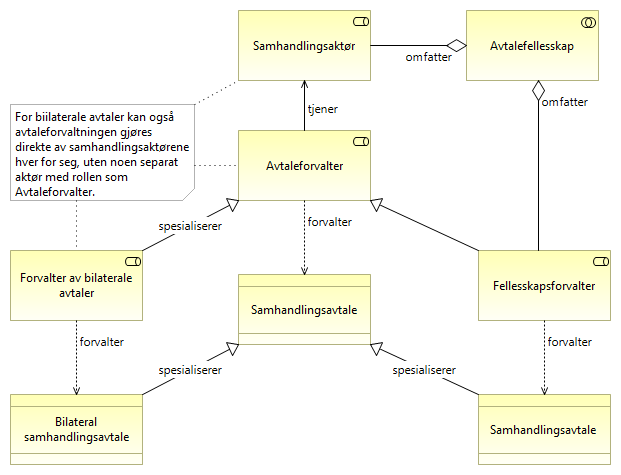 Samhandlingsaktør
omfatter
Avtalefellesskap
omfatter
tjener
For biilaterale avtaler kan også
avtaleforvaltningen gjøres
direkte av samhandlingsaktørene
hver for seg, uten noen separat
aktør med rollen som
Avtaleforvalter.
Avtaleforvalter
spesialiserer
forvalter
Forvalter av bilaterale
avtaler
Samhandlingsavtale
Fellesskapsforvalter
forvalter
forvalter
spesialiserer
spesialiserer
Bilateral
samhandlingsavtale
Samhandlingsavtale